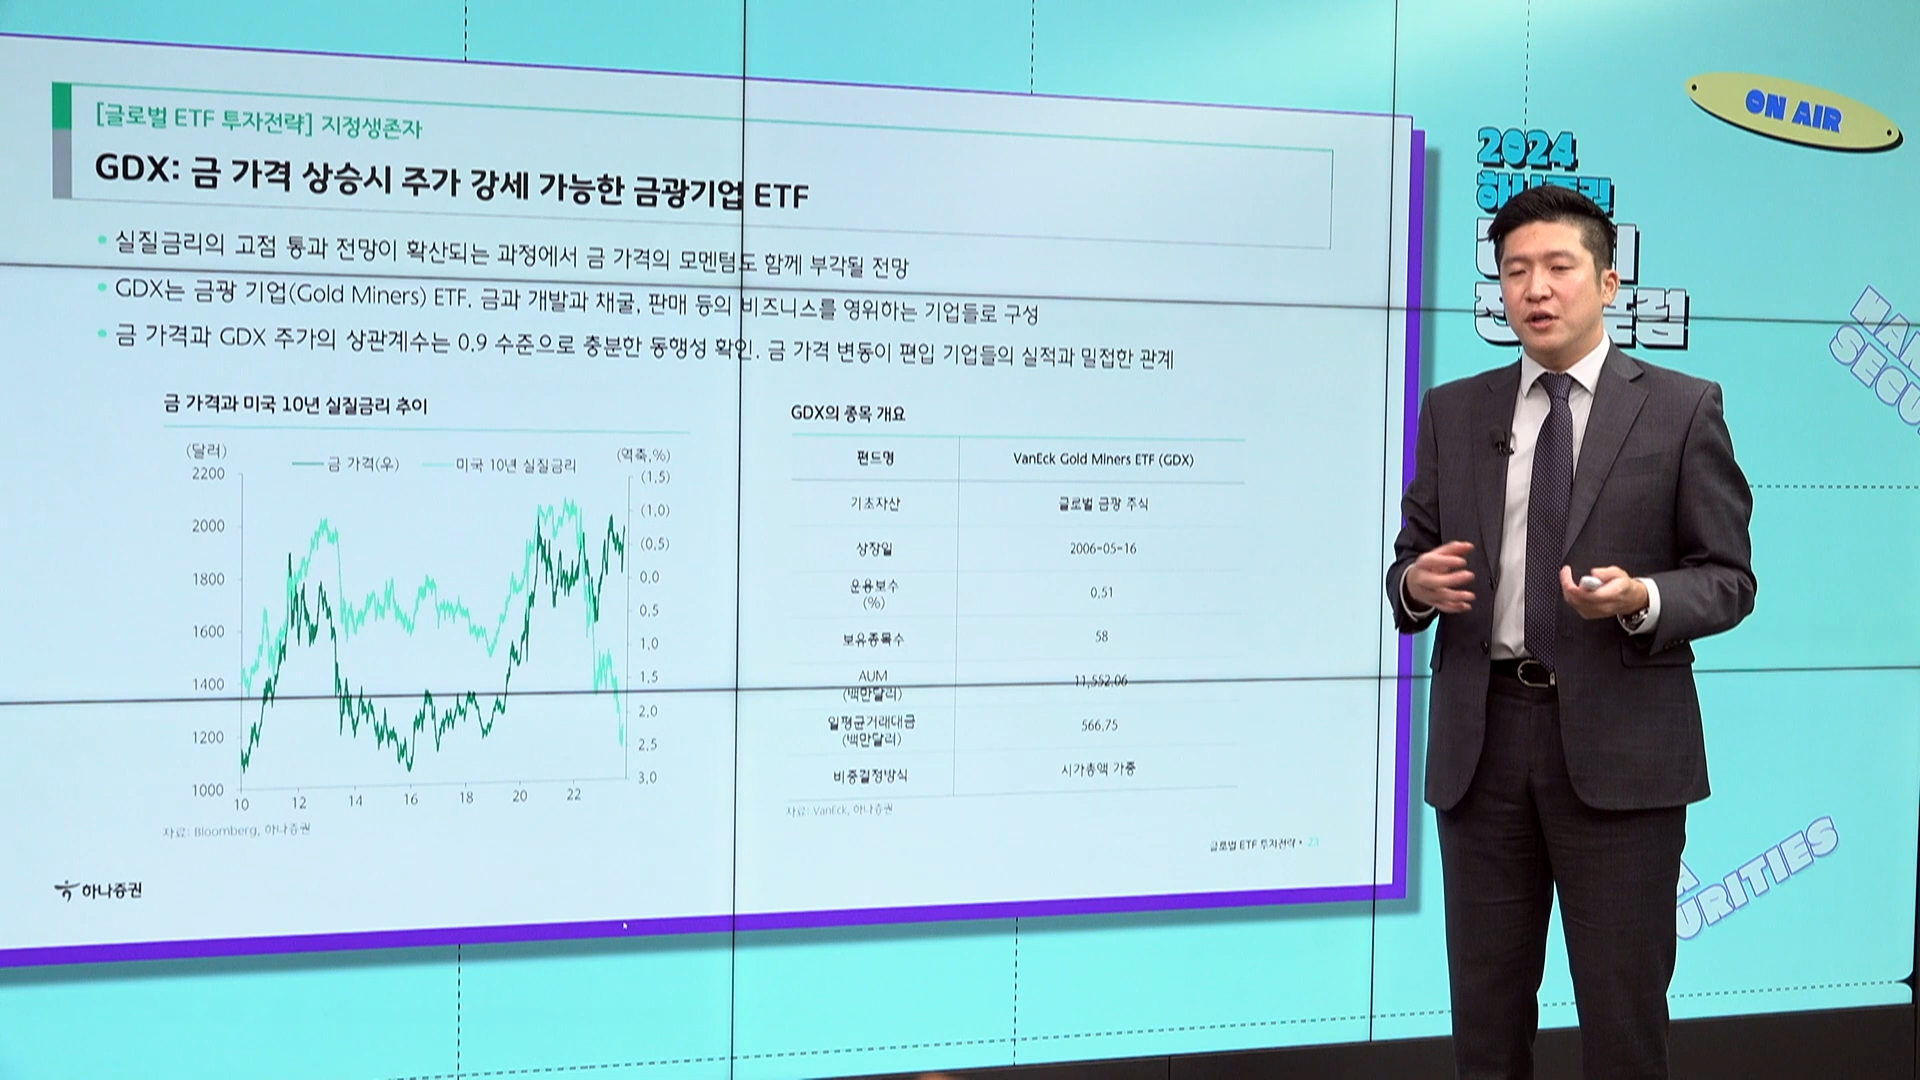 [글로벌 ETF 투자전략] 지정생존자
GDX: 금 가격 상승시 주가 강세 가능한 금광기업 ETF
실질금리의 고점 통과 전망이 확산되는 과정에서 금 가격의 모멘텀도 함께 부각될 전망
GDX는 금광 기업(Gold Miners) ETF. 금과 개발과 채굴, 판매 등의 비즈니스를 영위하는 기업들로 구성
금 가격과 GDX 주가의 상관계수는 0.9 수준으로 충분한 동행성 확인. 금 가격 변동이 편입 기업들의 실적과 밀접한 관계
금 가격과 미국 10년 실질금리 추이
(달러)
금 가격(우)
미국 10년 실질금리
(역축,%)
2200
2000
1800
1600
1400
1200
1000
(1.5)
(1.0)
(0.5)
0.0
0.5
1.0
1.5
2.0
2.5
3.0
10 12 14 16 18 20 22
자료: Bloomberg, 하나증권
GDX의 종목 개요
펀드명 VanEck Gold Miners ETF (GDX)
기초자산 글로벌 금광 주식
상장일 2006-05-16
운용보수
(%) 0.51
보유종목수 58
AUM
(백만달러) 11,552.06
일평균거래대금
(백만달러) 566.75
비중결정방식 시가총액 가중
자료: VanEck, 하나증권
글로벌 ETF 투자전략 • 23
하나증권
ON AIR
2024
하나증권
SECU
URITIES